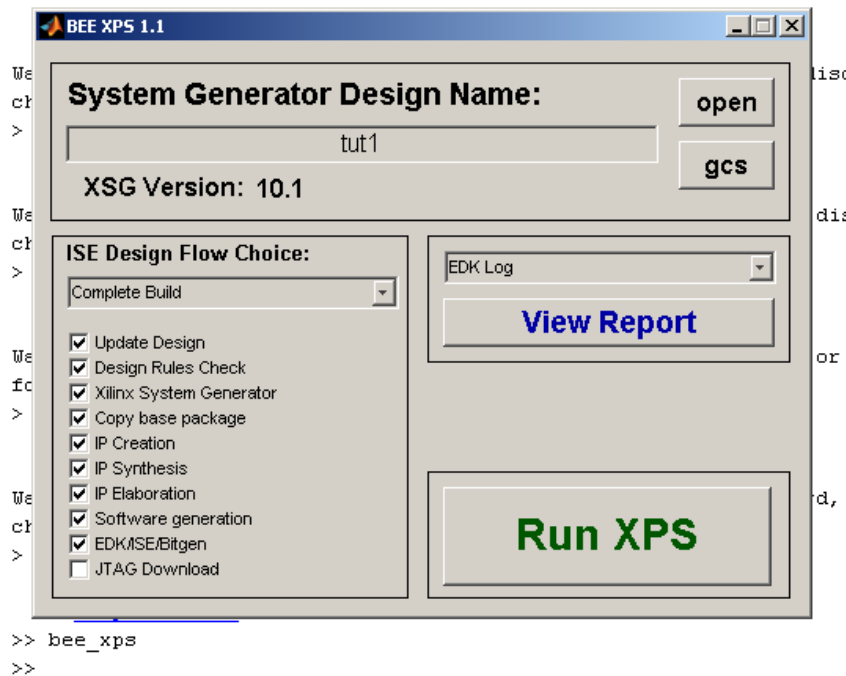 BEE XPS 1.1
System Generator Design Name:
open
tut1
gcs
XSG Version: 10.1
ISE Design Flow Choice:
Complete Build
Update Design
Design Rules Check
Xilinx System Generator
Copy base package
IP Creation
IP Synthesis
IP Elaboration
Software generation
EDK/ISE/Bitgen
JTAG Download
EDK Log
View Report
Run XPS
>
>
or
>
>
>> bee_xps
>>